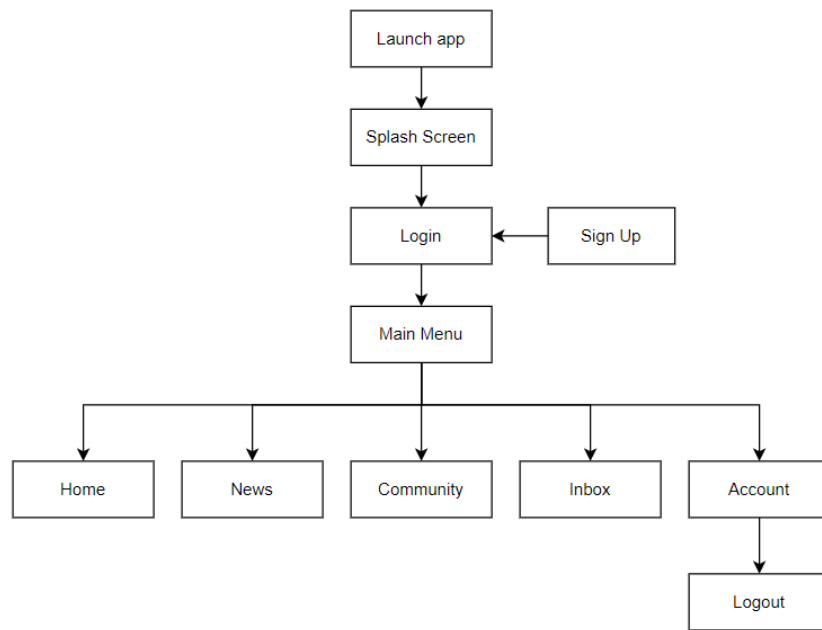 Launch app
Splash Screen
Login
Sign Up
Main Menu
Home
News
Community
Inbox
Account
Logout